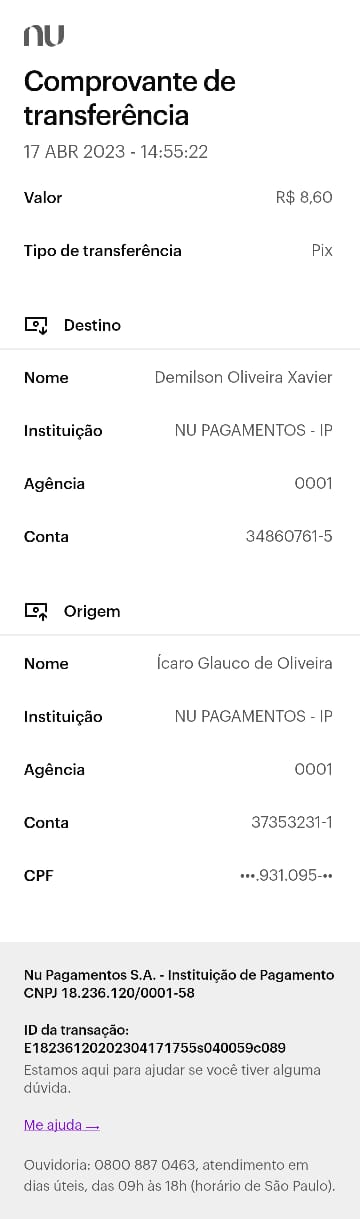 nu
Comprovante de
transferência
17 ABR 2023 - 14:55:22
Valor R$ 8,60
Tipo de transferência Pix
Destino
Nome Demilson Oliveira Xavier
Instituição NU PAGAMENTOS - IP
Agência 0001
Conta 34860761-5
Origem
Nome Ícaro Glauco de Oliveira
Instituição NU PAGAMENTOS - IP
Agência 0001
Conta 37353231-1
CPF •••.931.095-••
Nu Pagamentos S.A. - Instituição de Pagamento
CNPJ 18.236.120/0001-58
ID da transação:
E18236120202304171755s040059c089
Estamos aqui para ajudar se você tiver alguma
dúvida.
Me ajuda →
Ouvidoria: 0800 887 0463, atendimento em
dias úteis, das 09h às 18h (horário de São Paulo).